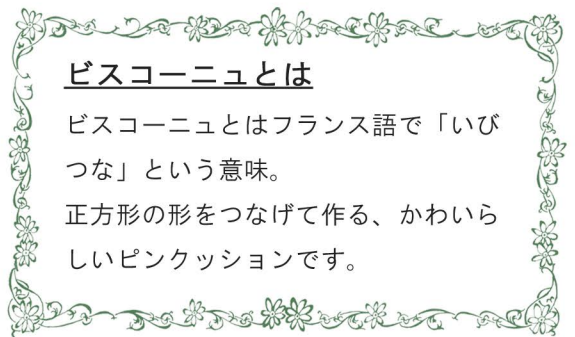 ビスコーニュとは
ビスコーニュとはフランス語で「いび
つな」という意味。
正方形の形をつなげて作る、かわいら
しいピンクッションです。